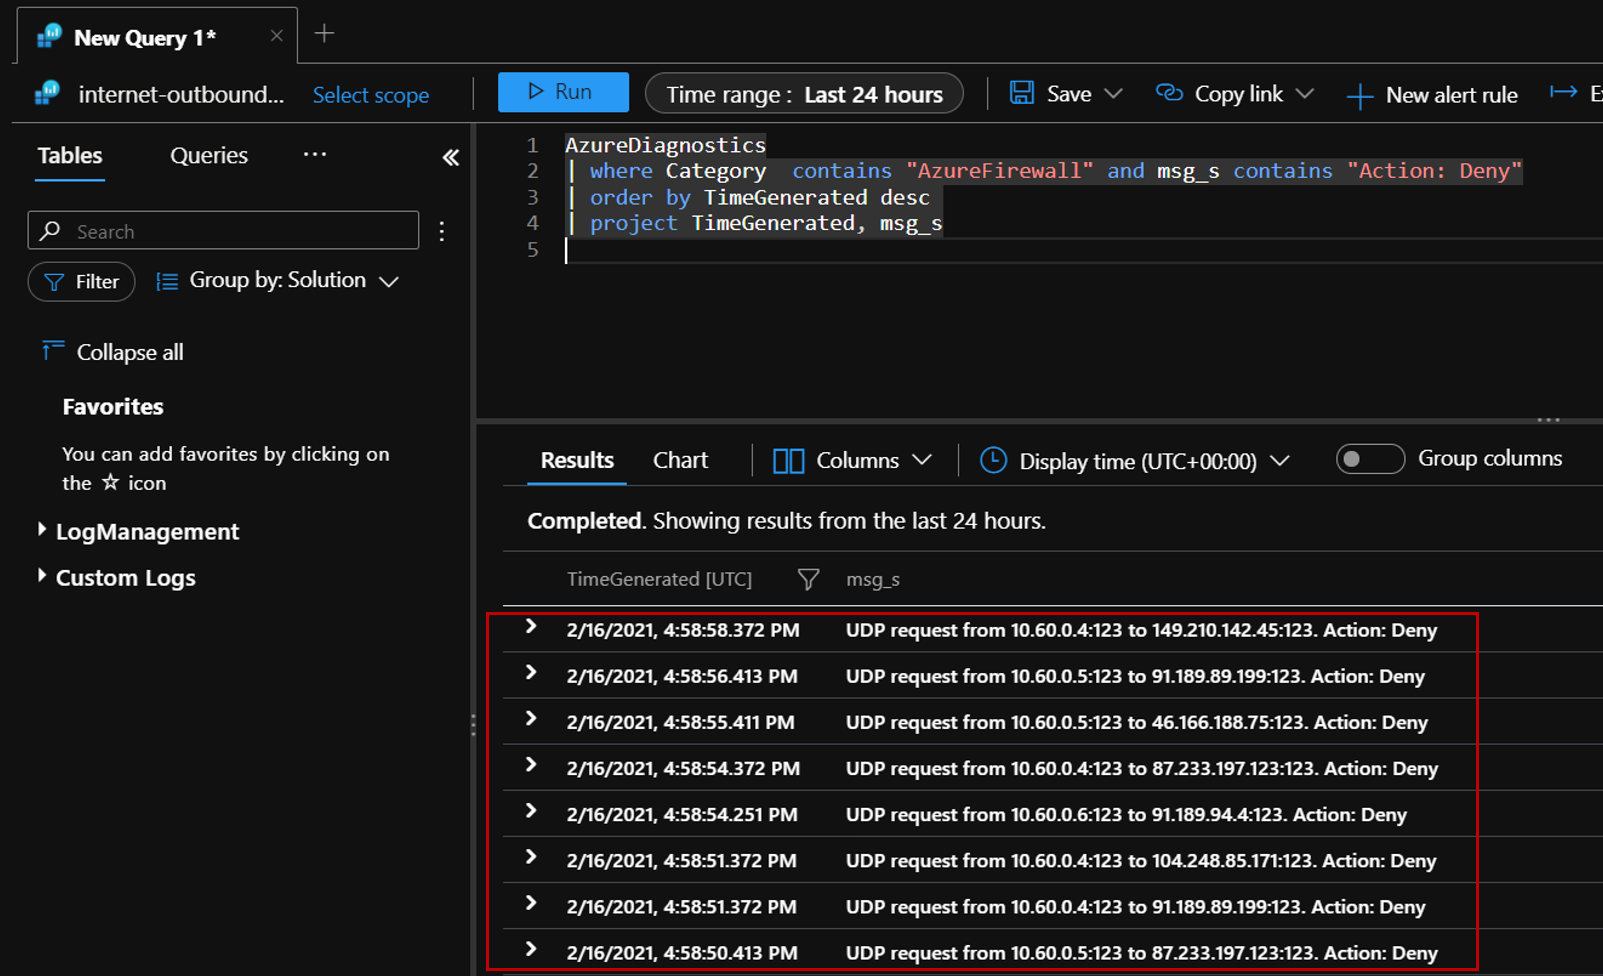 New Query 1*
internet-outbound...
Select scope
Run
Time range : Last 24 hours
Save
Copy link
New alert rule
Tables
Queries
Search
Filter
Group by: Solution
Collapse all
Favorites
You can add favorites by clicking on
the ☆ icon
LogManagement
Custom Logs
1 AzureDiagnostics
2 | where Category  contains "AzureFirewall" and msg_s contains "Action: Deny"
3 | order by TimeGenerated desc
4 | project TimeGenerated, msg_s
5
Results
Chart
Columns
Display time (UTC+00:00)
Group columns
Completed. Showing results from the last 24 hours.
TimeGenerated [UTC] msg_s
2/16/2021, 4:58:58.372 PM UDP request from 10.60.0.4:123 to 149.210.142.45:123. Action: Deny
2/16/2021, 4:58:56.413 PM UDP request from 10.60.0.5:123 to 91.189.89.199:123. Action: Deny
2/16/2021, 4:58:55.411 PM UDP request from 10.60.0.5:123 to 46.166.188.75:123. Action: Deny
2/16/2021, 4:58:54.372 PM UDP request from 10.60.0.4:123 to 87.233.197.123:123. Action: Deny
2/16/2021, 4:58:54.251 PM UDP request from 10.60.0.6:123 to 91.189.94.4:123. Action: Deny
2/16/2021, 4:58:51.372 PM UDP request from 10.60.0.4:123 to 104.248.85.171:123. Action: Deny
2/16/2021, 4:58:51.372 PM UDP request from 10.60.0.4:123 to 91.189.89.199:123. Action: Deny
2/16/2021, 4:58:50.413 PM UDP request from 10.60.0.5:123 to 87.233.197.123:123. Action: Deny